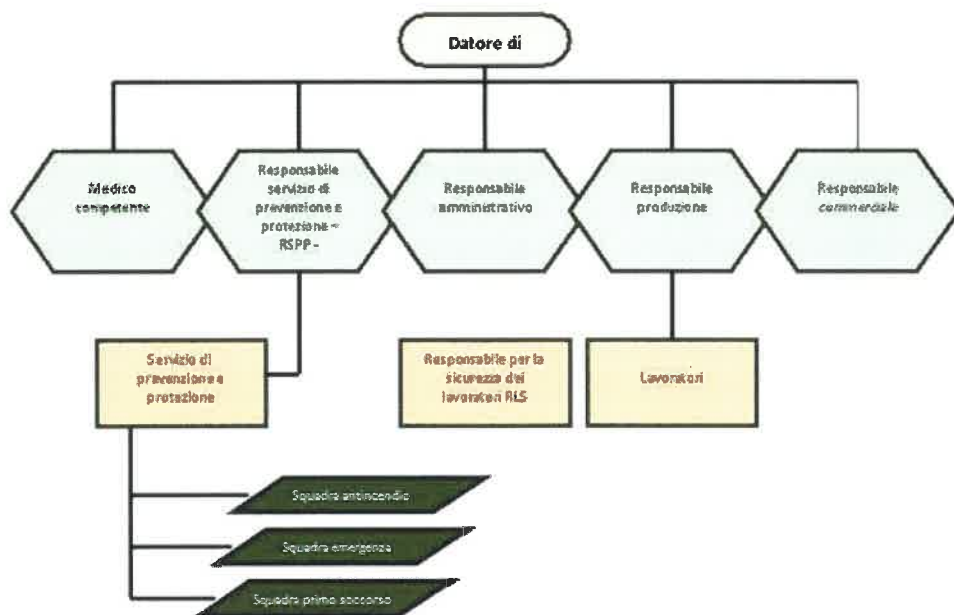 Datore di
Medico
competente
Responsabile
servizio di
prevenzione e
protezione –
RSPP -
Responsabile
amministrativo
Responsabile
produzione
Responsabile
commerciale
Servizio di
prevenzione e
protezione
Responsabile per la
sicurezza dei
lavoratori RLS
Lavoratori
Squadra antincendio
Squadra emergenza
Squadra primo soccorso